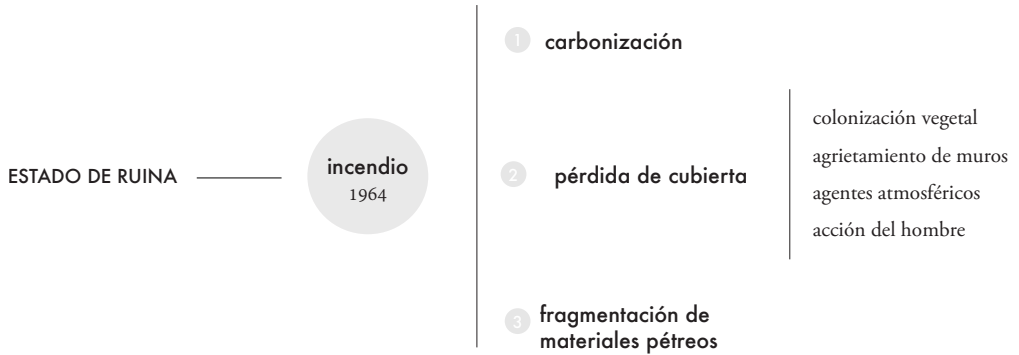 ESTADO DE RUINA
incendio
1964
1 carbonización
2 pérdida de cubierta
colonización vegetal
agrietamiento de muros
agentes atmosféricos
acción del hombre
3 fragmentación de
materiales pétreos